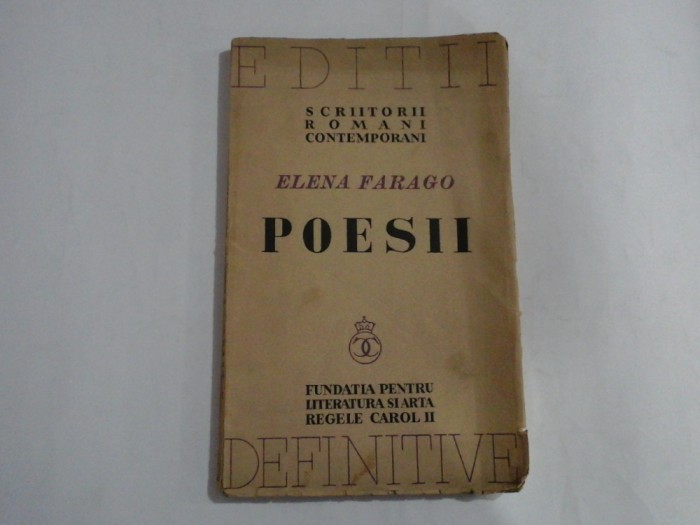 EDITII
SCRIITORII
ROMANI
CONTEMPORANI
ELENA FARAGO
POESII
FUNDATIA PENTRU
LITERATURA SI ARTA
REGELE CAROL II
DEFINITIVE